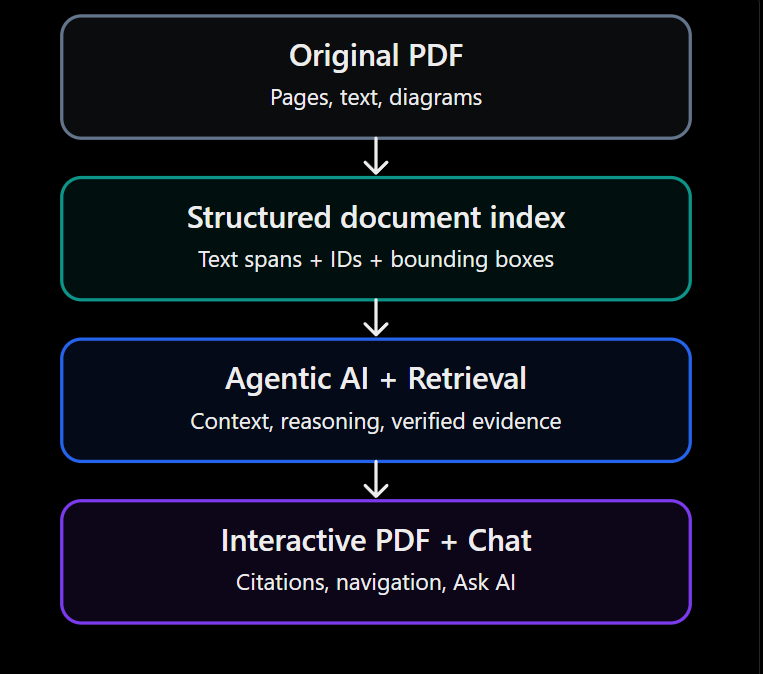 Original PDF
Pages, text, diagrams
Structured document index
Text spans + IDs + bounding boxes
Agentic AI + Retrieval
Context, reasoning, verified evidence
Interactive PDF + Chat
Citations, navigation, Ask AI